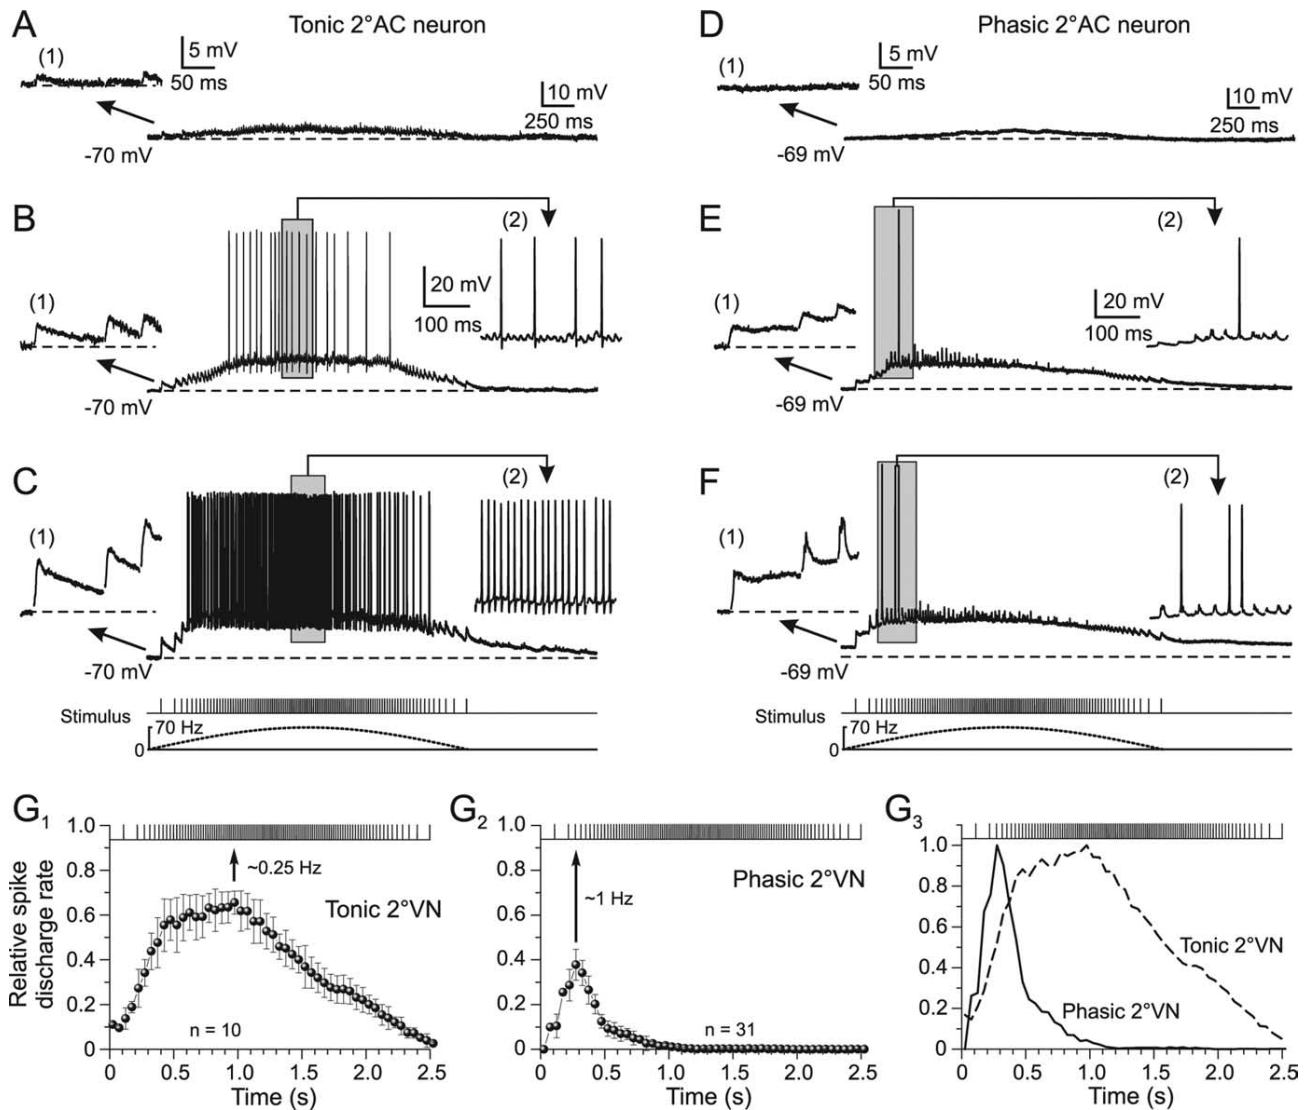 A
Tonic 2°AC neuron
(1)
5 mV
50 ms
10 mV
250 ms
-70 mV
D
Phasic 2°AC neuron
(1)
5 mV
50 ms
10 mV
250 ms
-69 mV
B
(1)
(2)
20 mV
100 ms
-70 mV
E
(1)
(2)
20 mV
100 ms
-69 mV
C
(1)
(2)
-70 mV
Stimulus
70 Hz
0
F
(1)
(2)
-69 mV
Stimulus
70 Hz
0
G1
Relative spike
discharge rate
1.0
0.8
0.6
0.4
0.2
0
~0.25 Hz
Tonic 2°VN
n = 10
0 0.5 1.0 1.5 2.0 2.5
Time (s)
G2
1.0
0.8
0.6
0.4
0.2
0
~1 Hz
Phasic 2°VN
n = 31
0 0.5 1.0 1.5 2.0 2.5
Time (s)
G3
1.0
0.8
0.6
0.4
0.2
0
Tonic 2°VN
Phasic 2°VN
0 0.5 1.0 1.5 2.0 2.5
Time (s)